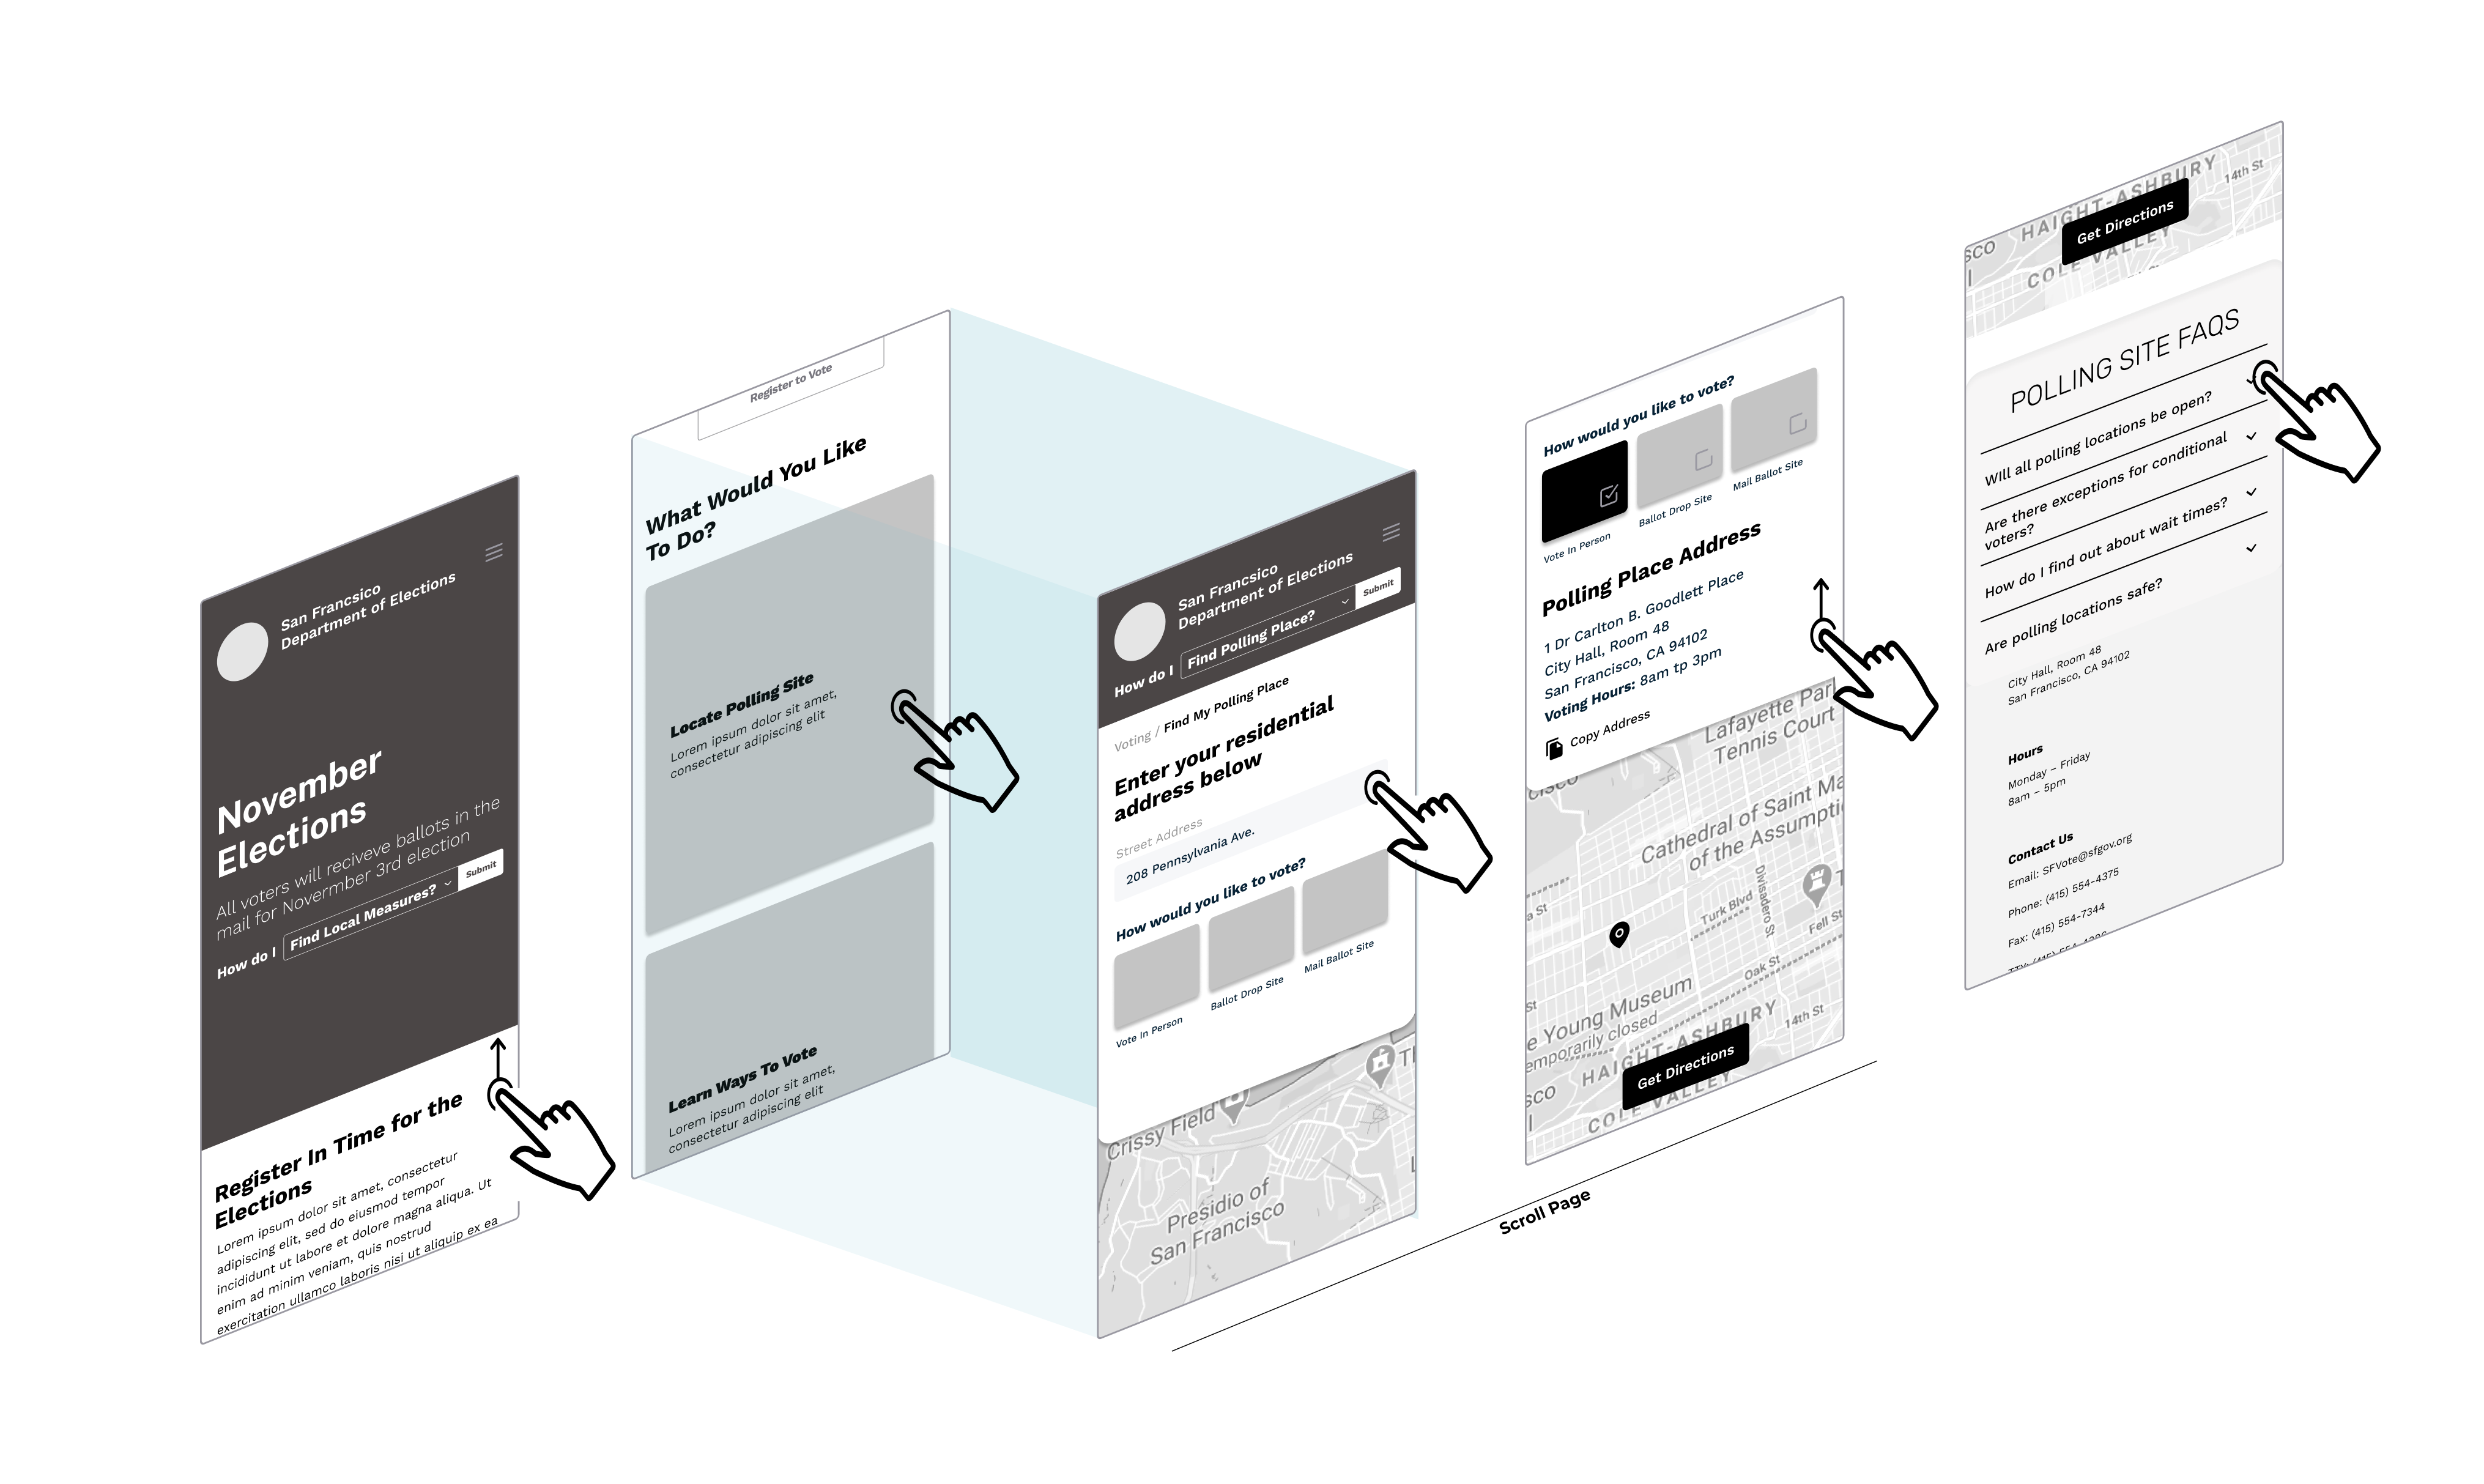 San Francsico
Department of Elections
November
Elections
All voters will reciveve ballots in the
mail for Novermber 3rd election
How do I
Find Local Measures?
Submit
Register In Time for the
Elections
Lorem ipsum dolor sit amet, consectetur
adipiscing elit, sed do eiusmod tempor
incididunt ut labore et dolore magna aliqua. Ut
enim ad minim veniam, quis nostrud
exercitation ullamco laboris nisi ut aliquip ex ea
Register to Vote
What Would You Like
To Do?
Locate Polling Site
Lorem ipsum dolor sit amet,
consectetur adipiscing elit
Learn Ways To Vote
Lorem ipsum dolor sit amet,
consectetur adipiscing elit
San Francsico
Department of Elections
How do I
Find Polling Place?
Submit
Voting / Find My Polling Place
Enter your residential
address below
Street Address
208 Pennsylvania Ave.
How would you like to vote?
Vote In Person
Ballot Drop Site
Mail Ballot Site
Crissy Field
Presidio of
San Francisco
How would you like to vote?
Vote In Person
Ballot Drop Site
Mail Ballot Site
Polling Place Address
1 Dr Carlton B. Goodlett Place
City Hall, Room 48
San Francisco, CA 94102
Voting Hours: 8am tp 3pm
Copy Address
Lafayette Par
Tennis Court
cisco
Cathedral of Saint Ma
of the Assumpti
Divisadero St
a St
Turk Blvd
Fell St
Oak St
St
e Young Museum
emporarily closed
HAIGHT-ASHBURY
14th St
Get Directions
SCO
COLE VALLEY
Scroll Page
HAIGHT-ASHBURY
14th St
Get Directions
SCO
COLE VALLEY
POLLING SITE FAQS
WIll all polling locations be open?
Are there exceptions for conditional
voters?
How do I find out about wait times?
Are polling locations safe?
City Hall, Room 48
San Francisco, CA 94102
Hours
Monday – Friday
8am – 5pm
Contact Us
Email: SFVote@sfgov.org
Phone: (415) 554-4375
Fax: (415) 554-7344